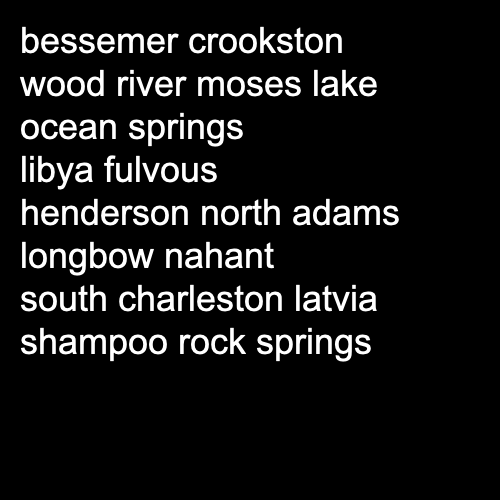 bessemer crookston
wood river moses lake
ocean springs
libya fulvous
henderson north adams
longbow nahant
south charleston latvia
shampoo rock springs